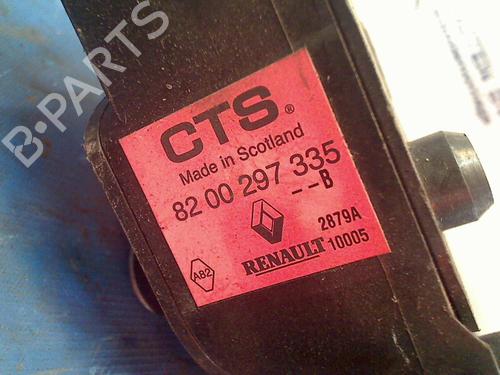 CTS®
Made in Scotland
82 00 297 335
--B
2879A
10005
RENAULT
A82
B-PARTS